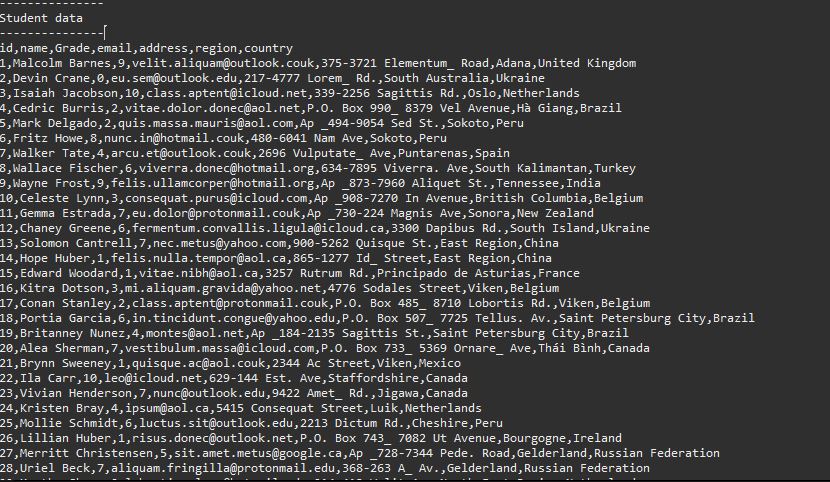 ---------------
Student data
---------------
id,name,Grade,email,address,region,country
1,Malcolm Barnes,9,velit.aliquam@outlook.couk,375-3721 Elementum_ Road,Adana,United Kingdom
2,Devin Crane,0,eu.sem@outlook.edu,217-4777 Lorem_ Rd.,South Australia,Ukraine
3,Isaiah Jacobson,10,class.aptent@icloud.net,339-2256 Sagittis Rd.,Oslo,Netherlands
4,Cedric Burris,2,vitae.dolor.donec@aol.net,P.O. Box 990_ 8379 Vel Avenue,Hà Giang,Brazil
5,Mark Delgado,2,quis.massa.mauris@aol.com,Ap _494-9054 Sed St.,Sokoto,Peru
6,Fritz Howe,8,nunc.in@hotmail.couk,480-6041 Nam Ave,Sokoto,Peru
7,Walker Tate,4,arcu.et@outlook.couk,2696 Vulputate_ Ave,Puntarenas,Spain
8,Wallace Fischer,6,viverra.donec@hotmail.org,634-7895 Viverra. Ave,South Kalimantan,Turkey
9,Wayne Frost,9,felis.ullamcorper@hotmail.org,Ap _873-7960 Aliquet St.,Tennessee,India
10,Celeste Lynn,3,consequat.purus@icloud.com,Ap _908-7270 In Avenue,British Columbia,Belgium
11,Gemma Estrada,7,eu.dolor@protonmail.couk,Ap _730-224 Magnis Ave,Sonora,New Zealand
12,Chaney Greene,6,fermentum.convallis.ligula@icloud.ca,3300 Dapibus Rd.,South Island,Ukraine
13,Solomon Cantrell,7,nec.metus@yahoo.com,900-5262 Quisque St.,East Region,China
14,Hope Huber,1,felis.nulla.tempor@aol.ca,865-1277 Id_ Street,East Region,China
15,Edward Woodard,1,vitae.nibh@aol.ca,3257 Rutrum Rd.,Principado de Asturias,France
16,Kitra Dotson,3,mi.aliquam.gravida@yahoo.net,4776 Sodales Street,Viken,Belgium
17,Conan Stanley,2,class.aptent@protonmail.couk,P.O. Box 485_ 8710 Lobortis Rd.,Viken,Belgium
18,Portia Garcia,6,in.tincidunt.congue@yahoo.edu,P.O. Box 507_ 7725 Tellus. Av.,Saint Petersburg City,Brazil
19,Britanney Nunez,4,montes@aol.net,Ap _184-2135 Sagittis St.,Saint Petersburg City,Brazil
20,Alea Sherman,7,vestibulum.massa@icloud.com,P.O. Box 733_ 5369 Ornare_ Ave,Thái Bình,Canada
21,Brynn Sweeney,1,quisque.ac@aol.couk,2344 Ac Street,Viken,Mexico
22,Ila Carr,10,leo@icloud.net,629-144 Est. Ave,Staffordshire,Canada
23,Vivian Henderson,7,nunc@outlook.edu,9422 Amet_ Rd.,Jigawa,Canada
24,Kristen Bray,4,ipsum@aol.ca,5415 Consequat Street,Luik,Netherlands
25,Mollie Schmidt,6,luctus.sit@outlook.edu,2213 Dictum Rd.,Cheshire,Peru
26,Lillian Huber,1,risus.donec@outlook.net,P.O. Box 743_ 7082 Ut Avenue,Bourgogne,Ireland
27,Merritt Christensen,5,sit.amet.metus@google.ca,Ap _728-7344 Pede. Road,Gelderland,Russian Federation
28,Uriel Beck,7,aliquam.fringilla@protonmail.edu,368-263 A_ Av.,Gelderland,Russian Federation